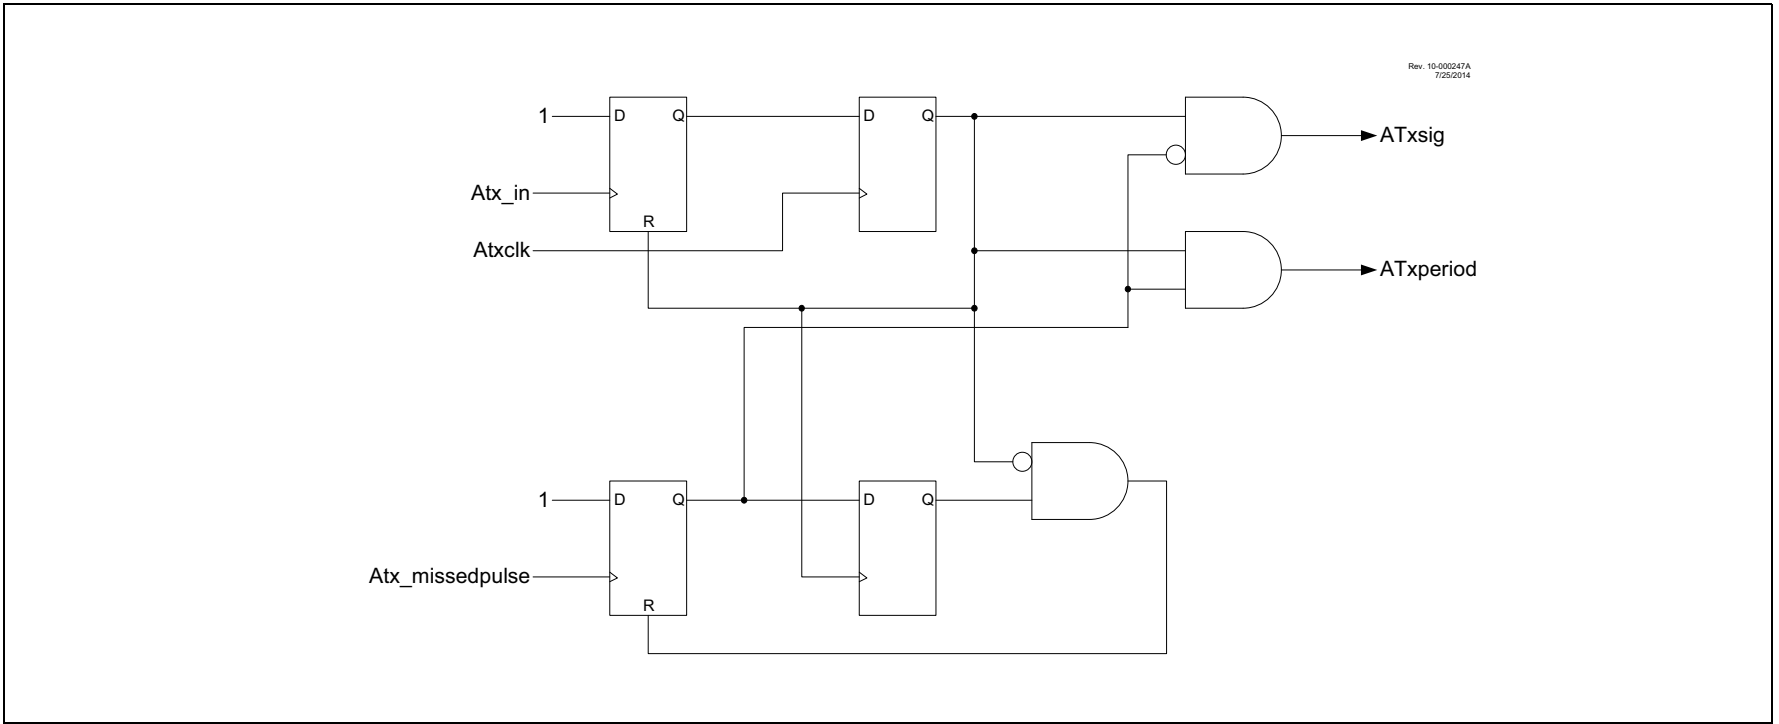 Rev. 10-000247A
7/25/2014
1 D Q D Q
ATxsig
Atx_in
R
Atxclk
ATxperiod
1 D Q D Q
Atx_missedpulse
R